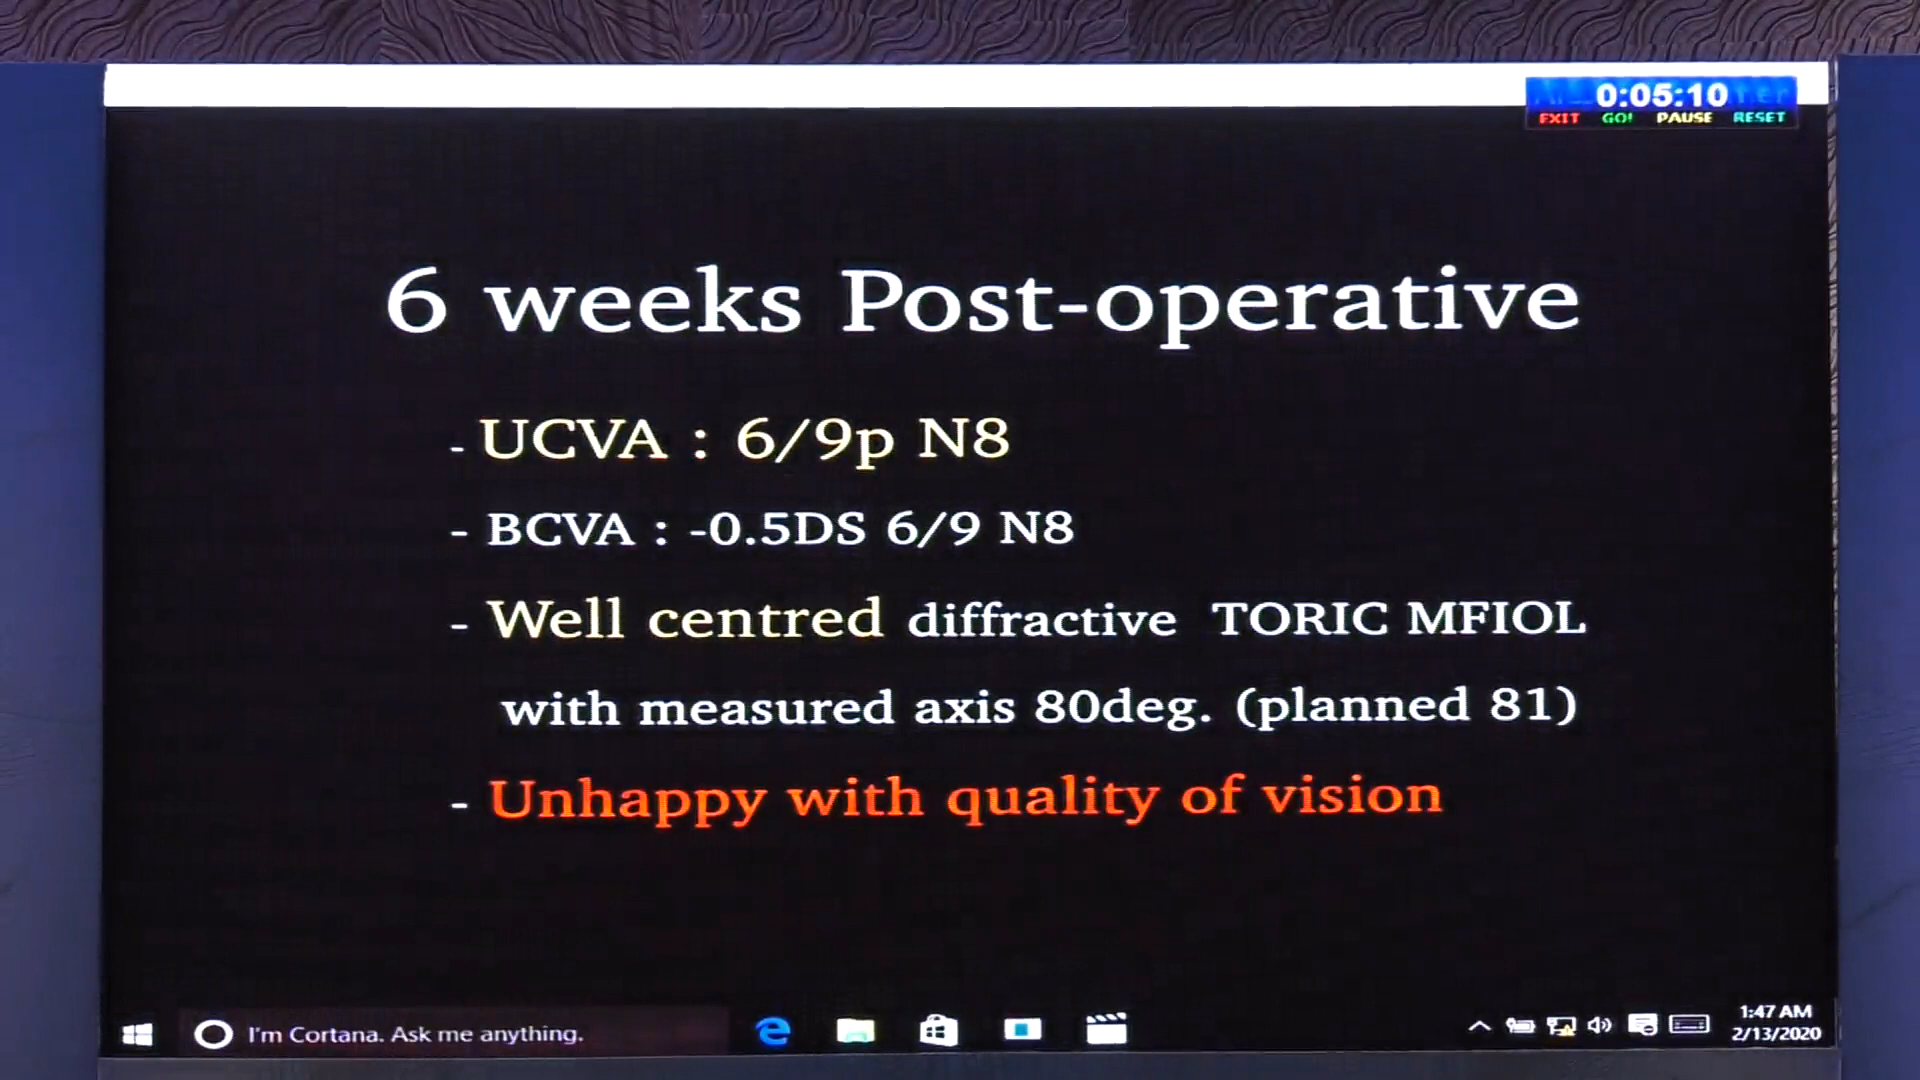 0:05:10
EXIT GO! PAUSE RESET
6 weeks Post-operative
- UCVA : 6/9p N8
- BCVA : -0.5DS 6/9 N8
- Well centred diffractive TORIC MFIOL
with measured axis 80deg. (planned 81)
- Unhappy with quality of vision
I'm Cortana. Ask me anything.
1:47 AM
2/13/2020